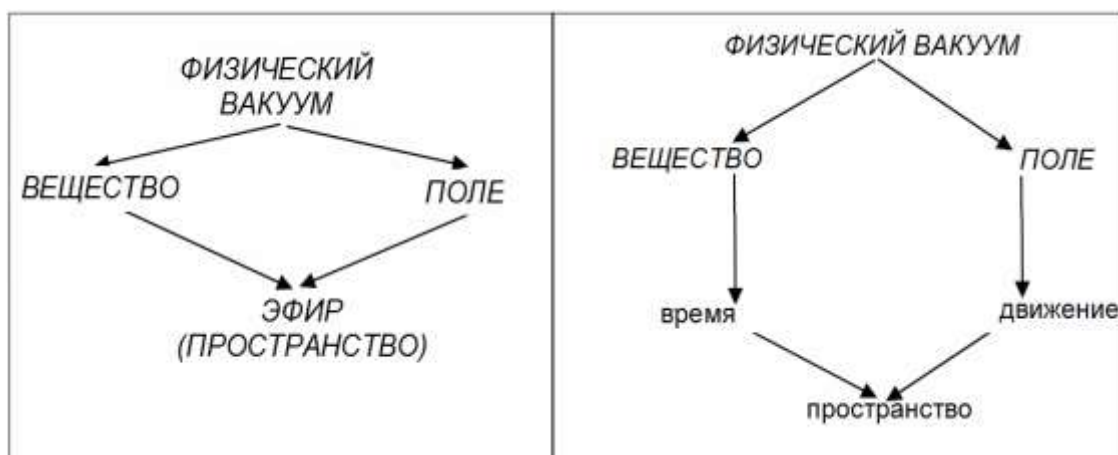 ФИЗИЧЕСКИЙ
ВАКУУМ
ВЕЩЕСТВО
ПОЛЕ
ЭФИР
(ПРОСТРАНСТВО)
ФИЗИЧЕСКИЙ ВАКУУМ
ВЕЩЕСТВО
ПОЛЕ
время
движение
пространство